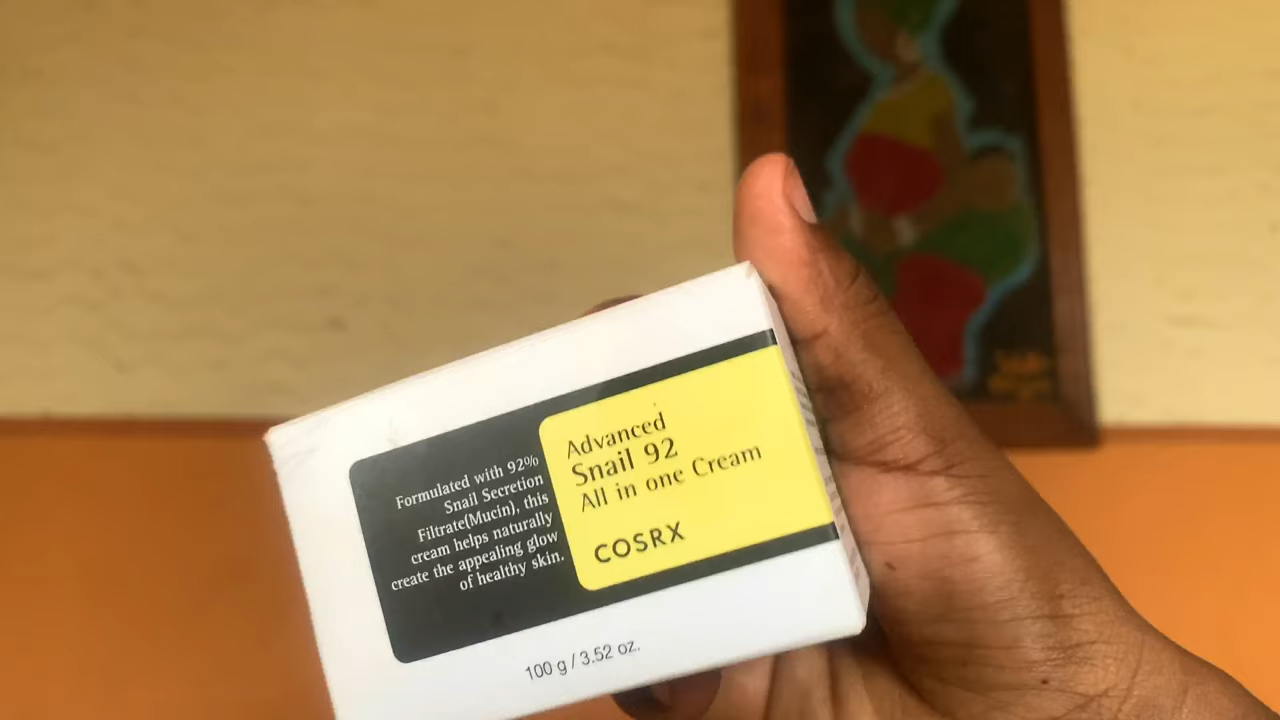 Formulated with 92%
Snail Secretion
Filtrate(Mucin), this
cream helps naturally
create the appealing glow
of healthy skin.
Advanced
Snail 92
All in one Cream
COSRX
100 g / 3.52 oz.